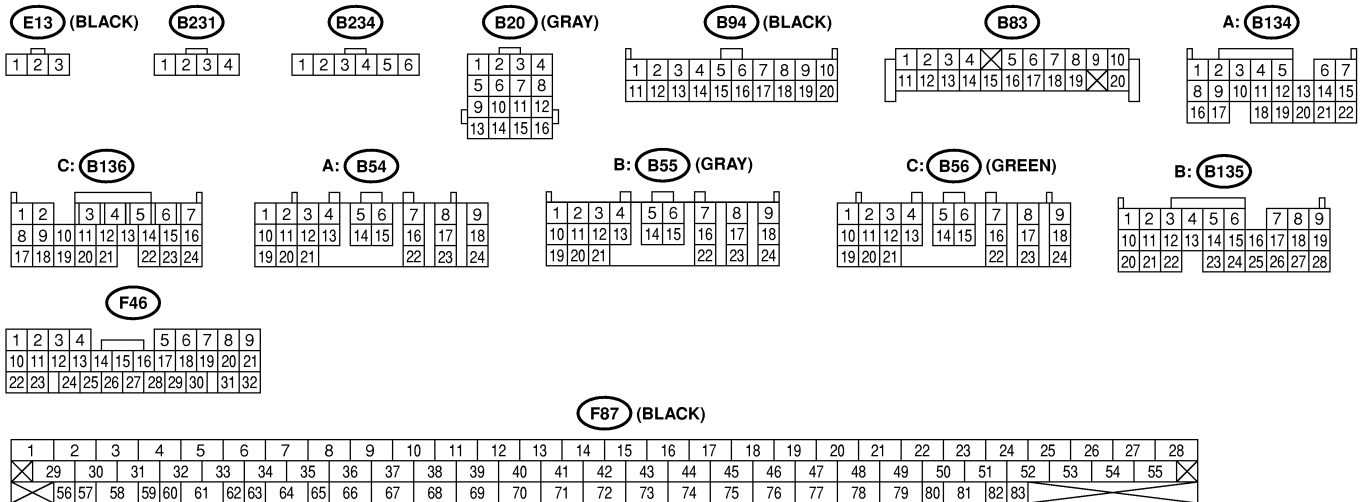 E13 (BLACK) B231 B234 B20 (GRAY) B94 (BLACK) B83 A: B134
1 2 3
1 2 3 4
1 2 3 4 5 6
1 2 3 4
5 6 7 8
9 10 11 12
13 14 15 16
1 2 3 4 5 6 7 8 9 10
11 12 13 14 15 16 17 18 19 20
1 2 3 4 5 6 7 8 9 10
11 12 13 14 15 16 17 18 19 20
1 2 3 4 5 6 7
8 9 10 11 12 13 14 15
16 17 18 19 20 21 22
C: B136 A: B54 B: B55 (GRAY) C: B56 (GREEN) B: B135
1 2 3 4 5 6 7
8 9 10 11 12 13 14 15 16
17 18 19 20 21 22 23 24
1 2 3 4 5 6 7 8 9
10 11 12 13 14 15 16 17 18
19 20 21 22 23 24
1 2 3 4 5 6 7 8 9
10 11 12 13 14 15 16 17 18
19 20 21 22 23 24
1 2 3 4 5 6 7 8 9
10 11 12 13 14 15 16 17 18
19 20 21 22 23 24
1 2 3 4 5 6 7 8 9
10 11 12 13 14 15 16 17 18 19
20 21 22 23 24 25 26 27 28
F46
1 2 3 4 5 6 7 8 9
10 11 12 13 14 15 16 17 18 19 20 21
22 23 24 25 26 27 28 29 30 31 32
F87 (BLACK)
1 2 3 4 5 6 7 8 9 10 11 12 13 14 15 16 17 18 19 20 21 22 23 24 25 26 27 28
29 30 31 32 33 34 35 36 37 38 39 40 41 42 43 44 45 46 47 48 49 50 51 52 53 54 55
56 57 58 59 60 61 62 63 64 65 66 67 68 69 70 71 72 73 74 75 76 77 78 79 80 81 82 83